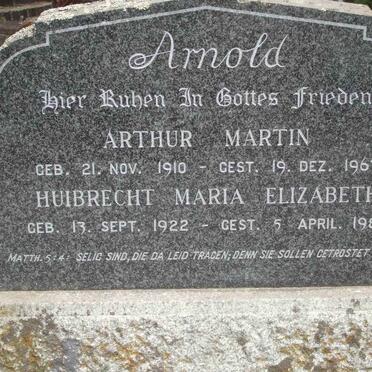 Arnold
Hier Ruhen In Gottes Frieden
ARTHUR MARTIN
GEB. 21. NOV. 1910 - GEST. 19. DEZ. 196
HUIBRECHT MARIA ELIZABETH
GEB. 13. SEPT. 1922 - GEST. 5 APRIL. 198
MATTH. 5:4: SELIG SIND, DIE DA LEID TRAGEN; DENN SIE SOLLEN GETROSTET